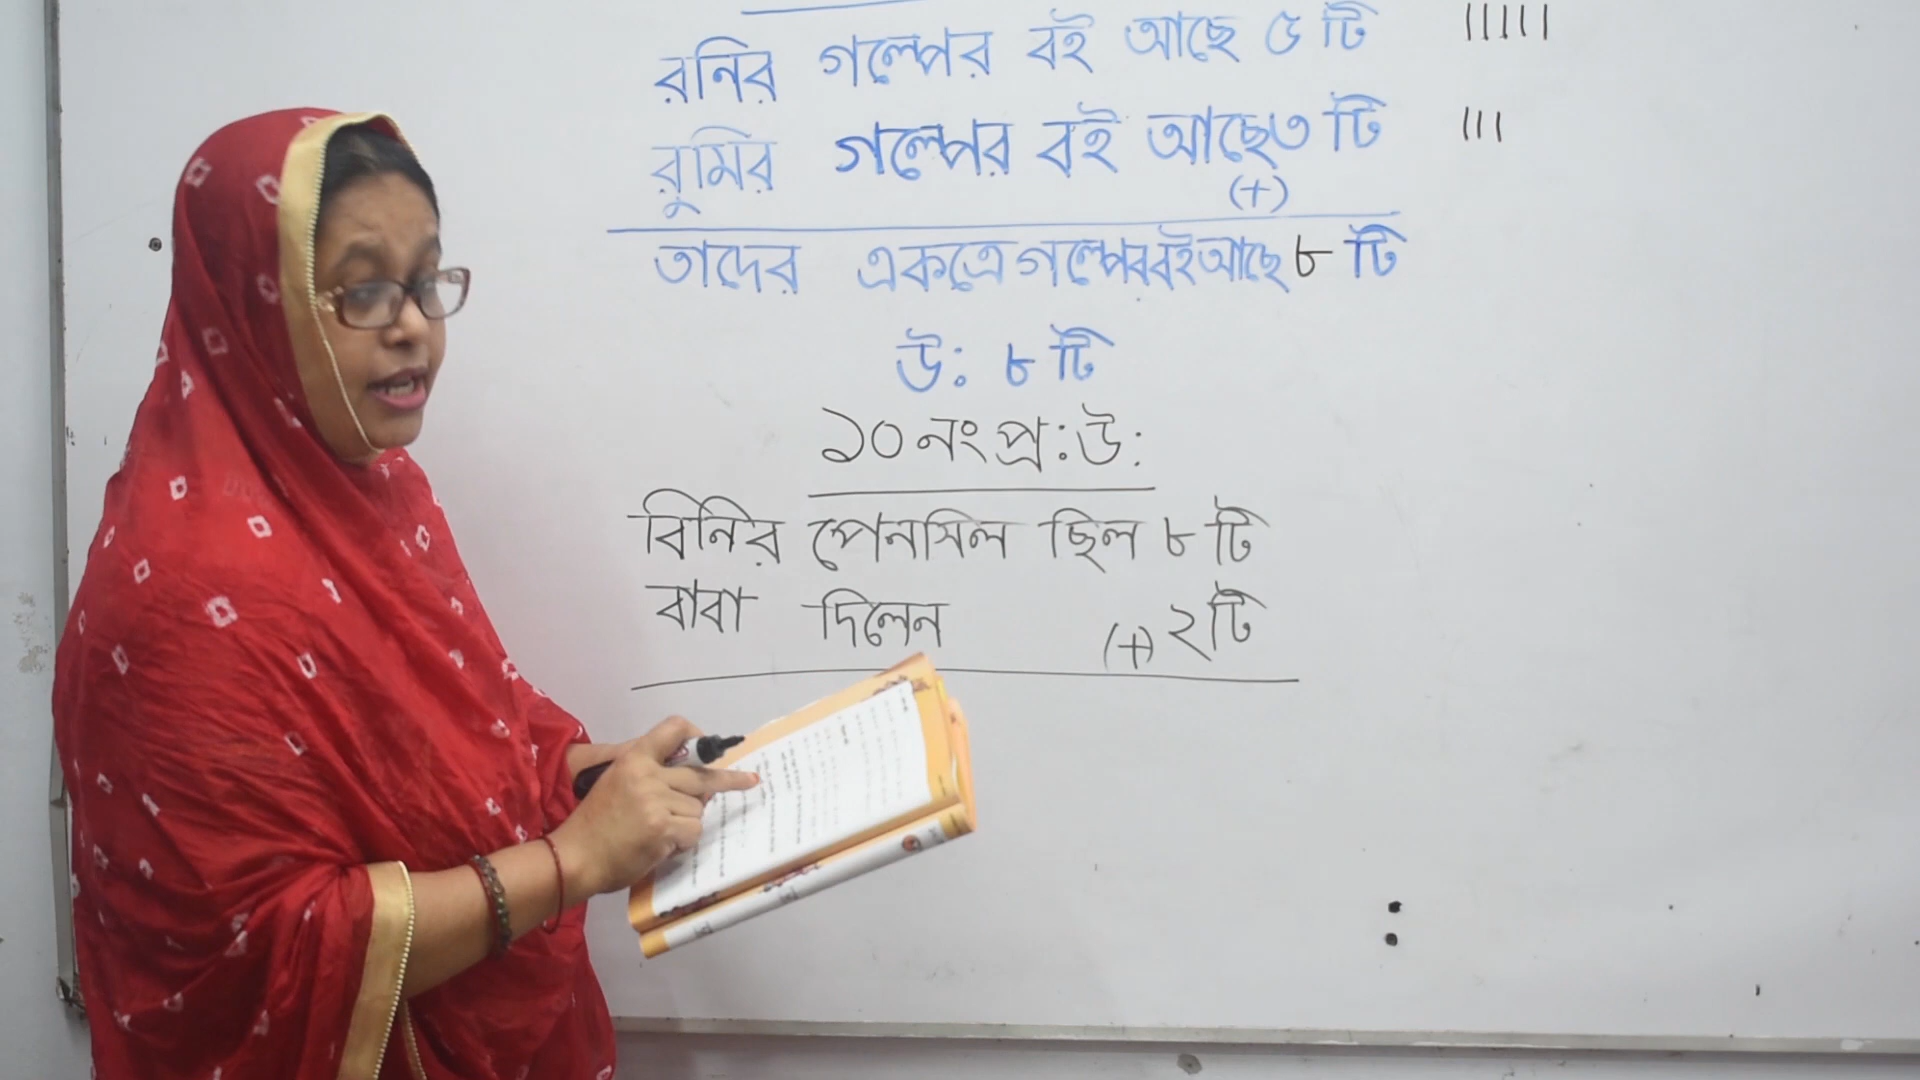 রনির গল্পের বই আছে ৫ টি
রুমির গল্পের বই আছে ৩ টি
(+)
তাদের একত্রে গল্পের বই আছে ৮ টি
উ: ৮ টি
১০ নং প্র: উ:
বিনির পেনসিল ছিল ৮ টি
বাবা দিলেন (+) ২ টি